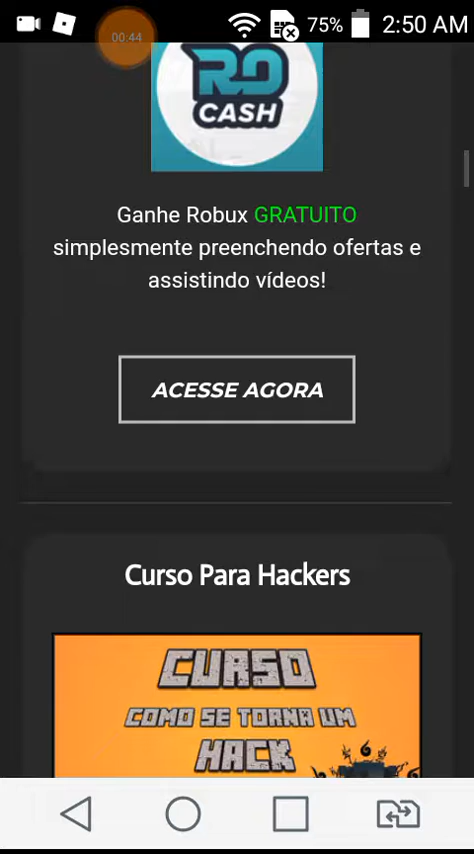 00:44
75%
2:50 AM
RO
CASH
Ganhe Robux GRATUITO
simplesmente preenchendo ofertas e
assistindo vídeos!
ACESSE AGORA
Curso Para Hackers
CURSO
COMO SE TORNA UM
HACK